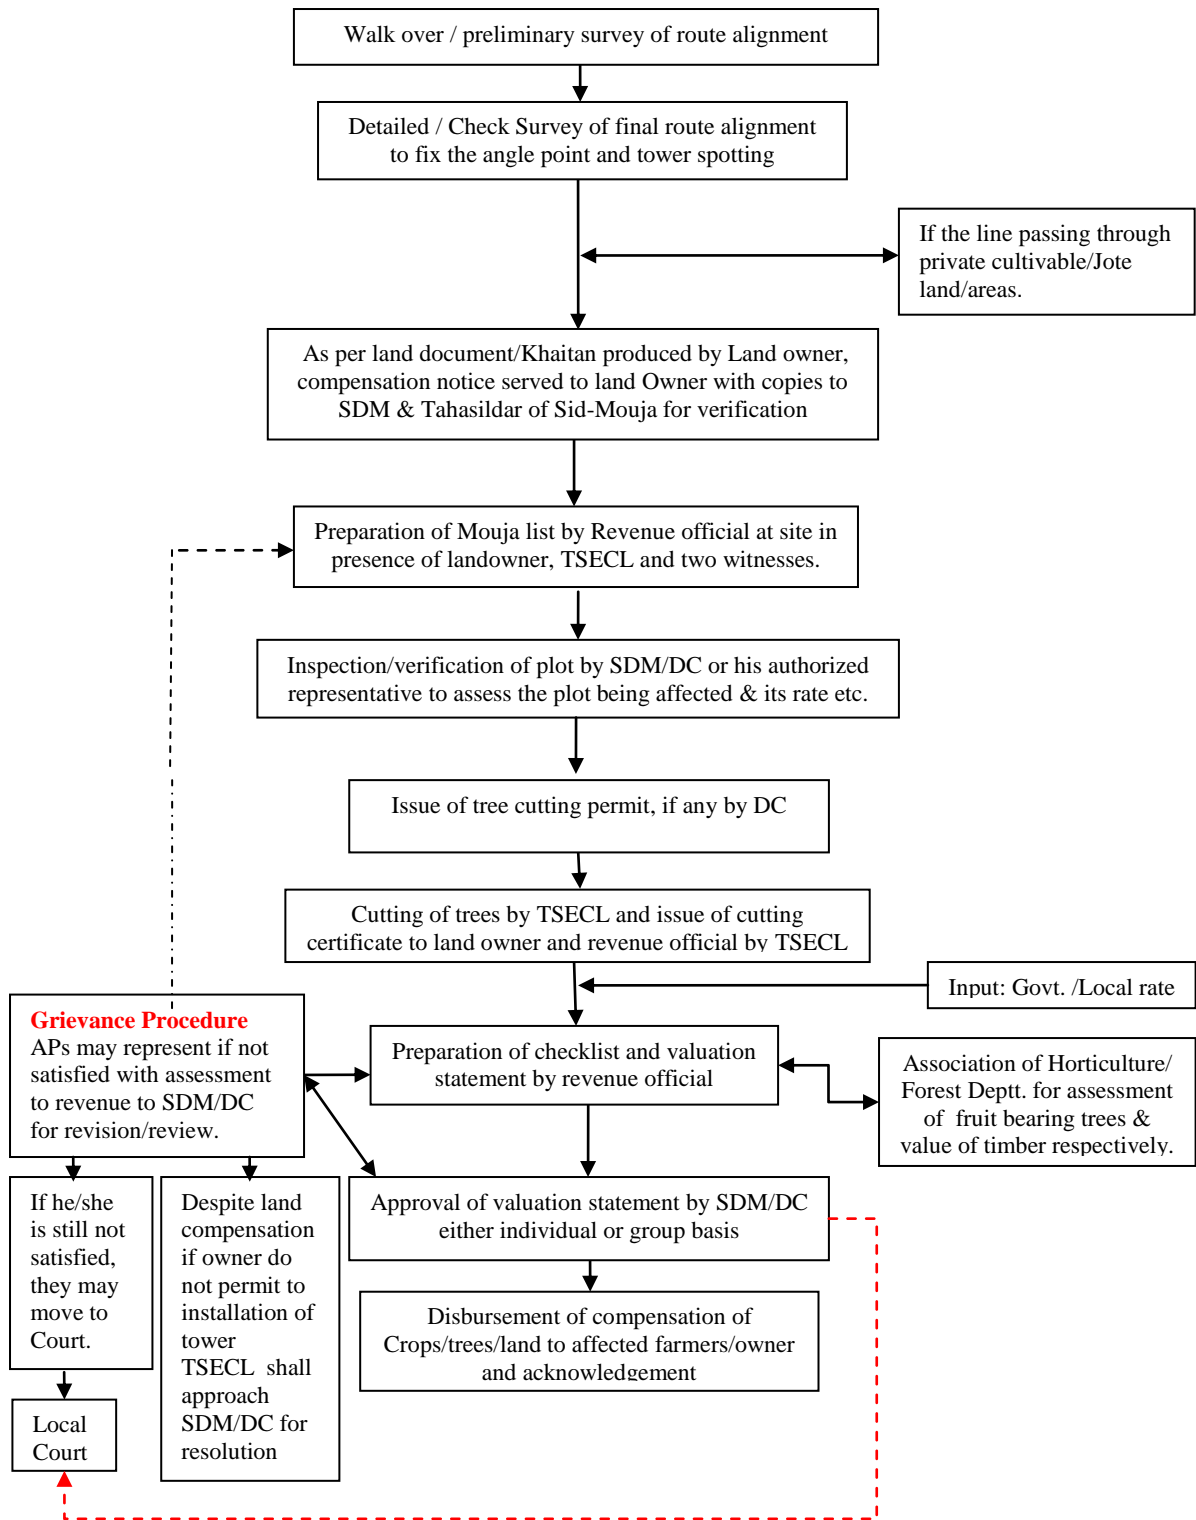 Walk over / preliminary survey of route alignment
Detailed / Check Survey of final route alignment
to fix the angle point and tower spotting
If the line passing through
private cultivable/Jote
land/areas.
As per land document/Khaitan produced by Land owner,
compensation notice served to land Owner with copies to
SDM & Tahasildar of Sid-Mouja for verification
Preparation of Mouja list by Revenue official at site in
presence of landowner, TSECL and two witnesses.
Inspection/verification of plot by SDM/DC or his authorized
representative to assess the plot being affected & its rate etc.
Issue of tree cutting permit, if any by DC
Cutting of trees by TSECL and issue of cutting
certificate to land owner and revenue official by TSECL
Input: Govt. /Local rate
Grievance Procedure
APs may represent if not
satisfied with assessment
to revenue to SDM/DC
for revision/review.
Preparation of checklist and valuation
statement by revenue official
Association of Horticulture/
Forest Deptt. for assessment
of fruit bearing trees &
value of timber respectively.
If he/she
is still not
satisfied,
they may
move to
Court.
Despite land
compensation
if owner do
not permit to
installation of
tower
TSECL shall
approach
SDM/DC for
resolution
Approval of valuation statement by SDM/DC
either individual or group basis
Disbursement of compensation of
Crops/trees/land to affected farmers/owner
and acknowledgement
Local
Court